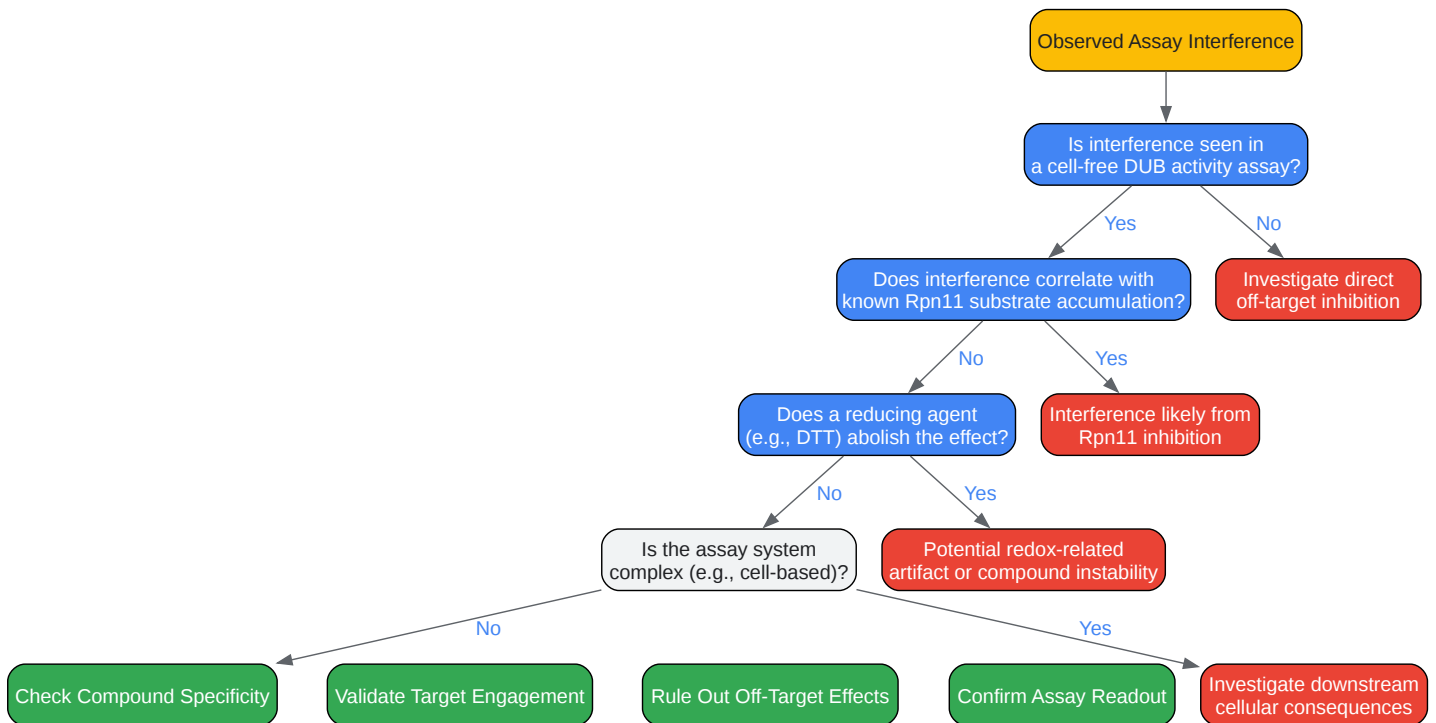 Observed Assay Interference
Is interference seen in
a cell-free DUB activity assay?
Yes
No
Does interference correlate with
known Rpn11 substrate accumulation?
Investigate direct
off-target inhibition
No
Yes
Does a reducing agent
(e.g., DTT) abolish the effect?
Interference likely from
Rpn11 inhibition
No
Yes
Is the assay system
complex (e.g., cell-based)?
Potential redox-related
artifact or compound instability
No
Yes
Check Compound Specificity
Validate Target Engagement
Rule Out Off-Target Effects
Confirm Assay Readout
Investigate downstream
cellular consequences